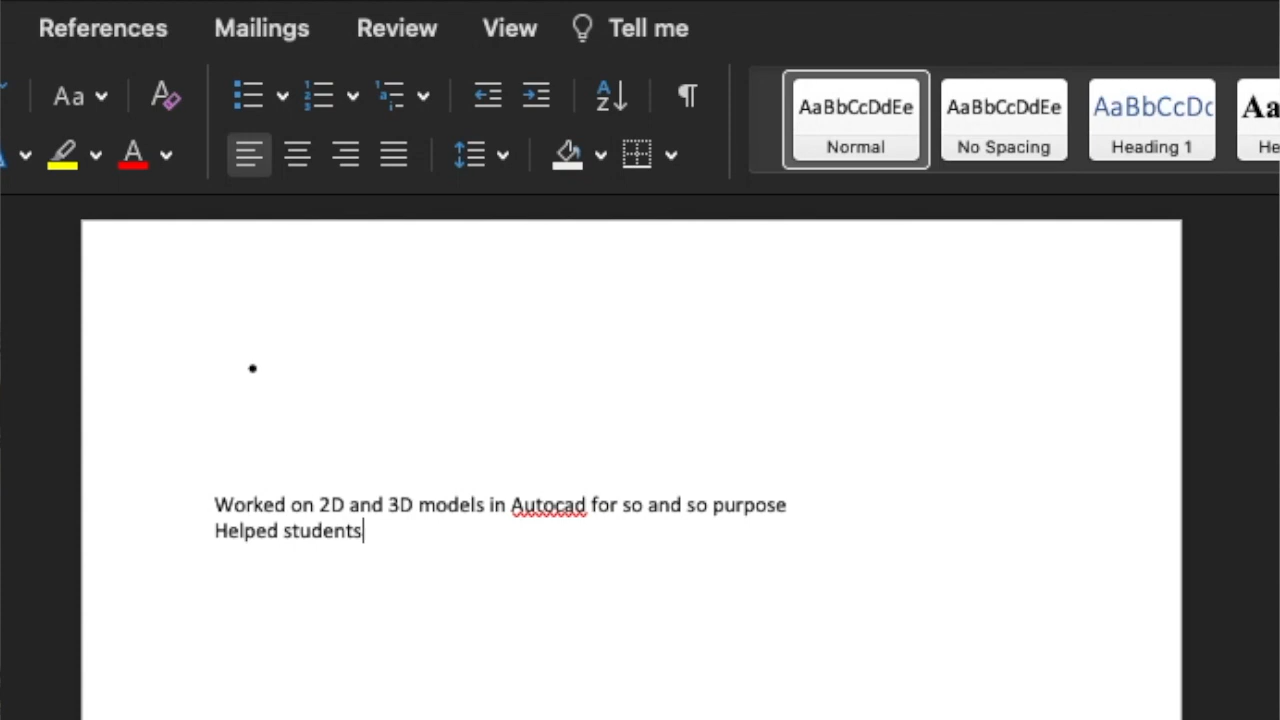 References Mailings Review View Tell me
Aa
AaBbCcDdEe AaBbCcDdEe AaBbCcDc AaB
Normal No Spacing Heading 1 He
•
Worked on 2D and 3D models in Autocad for so and so purpose
Helped students